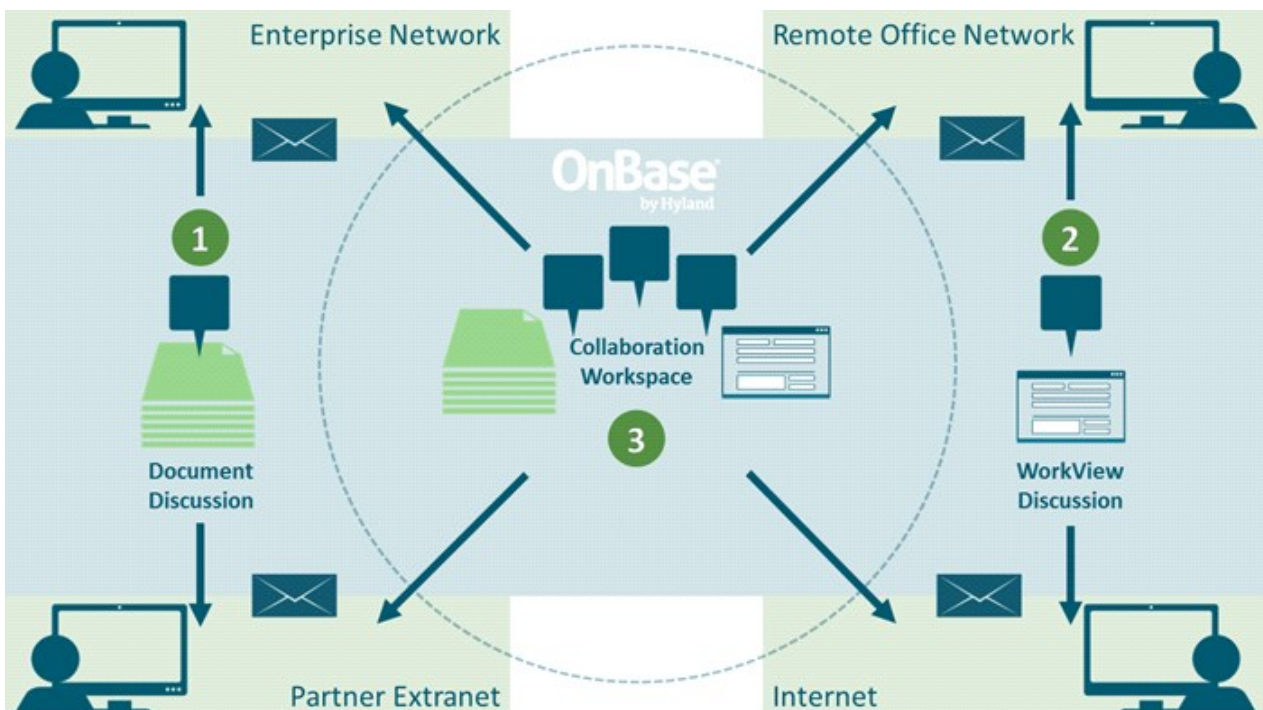 Enterprise Network
Remote Office Network
OnBase®
by Hyland
1
2
Collaboration
Workspace
3
Document
Discussion
WorkView
Discussion
Partner Extranet
Internet